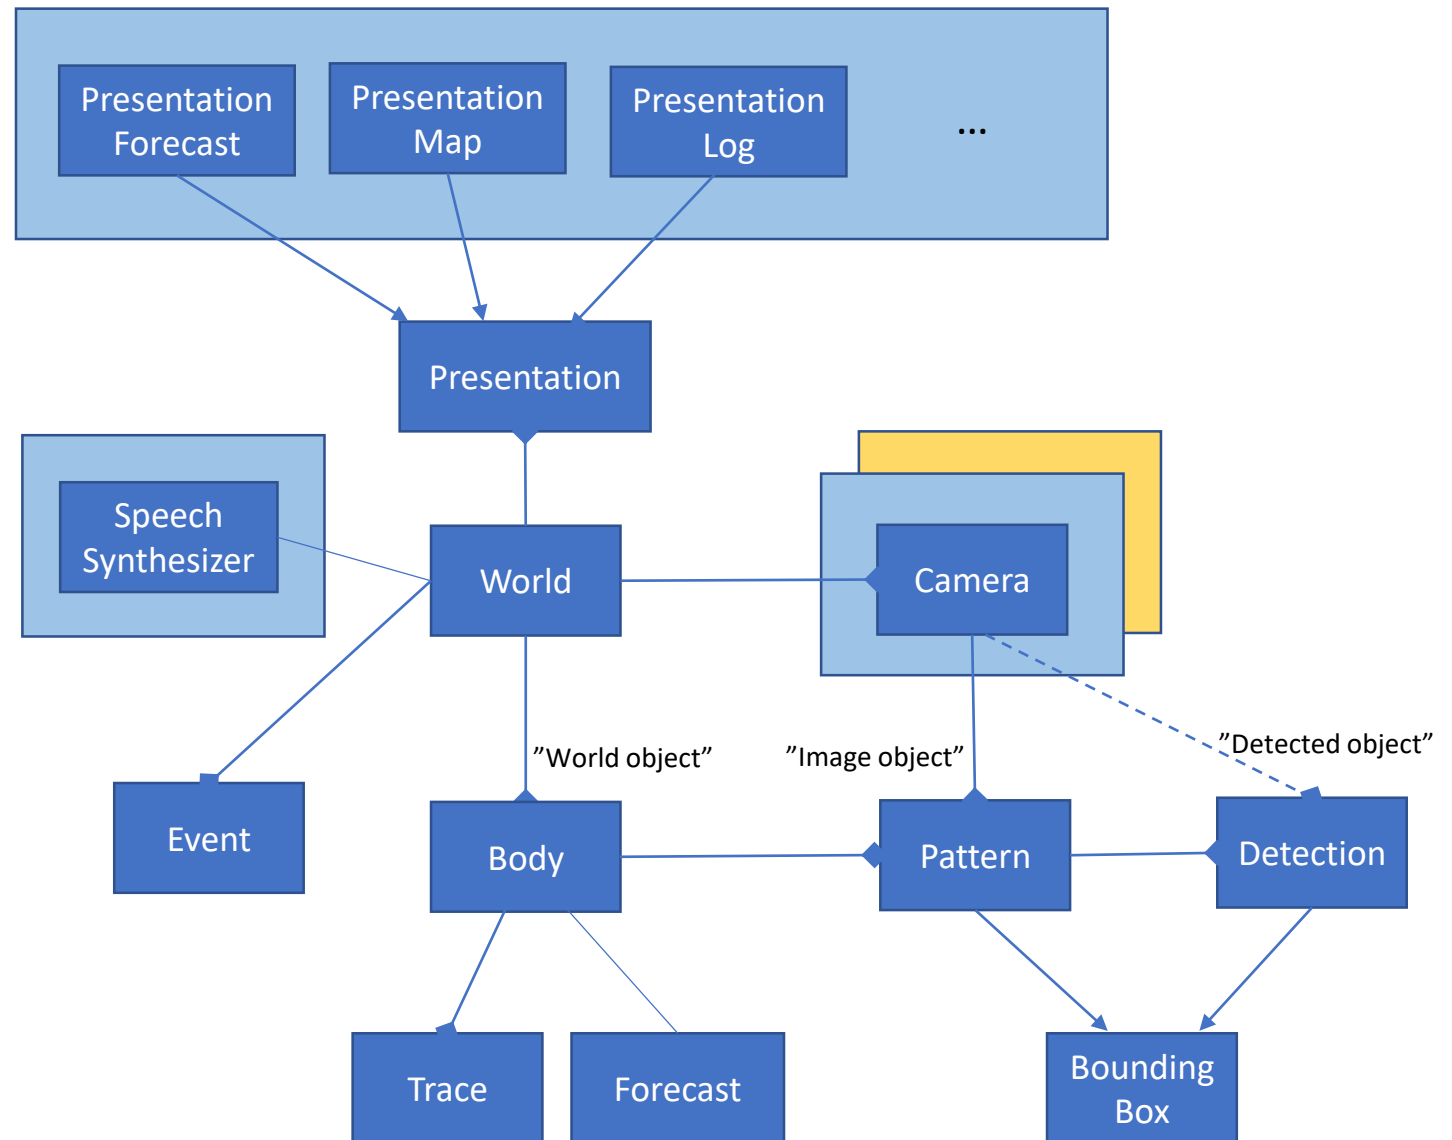 Presentation
Forecast
Presentation
Map
Presentation
Log
...
Presentation
Speech
Synthesizer
World
Camera
”World object”
”Image object”
”Detected object”
Event
Body
Pattern
Detection
Trace
Forecast
Bounding
Box